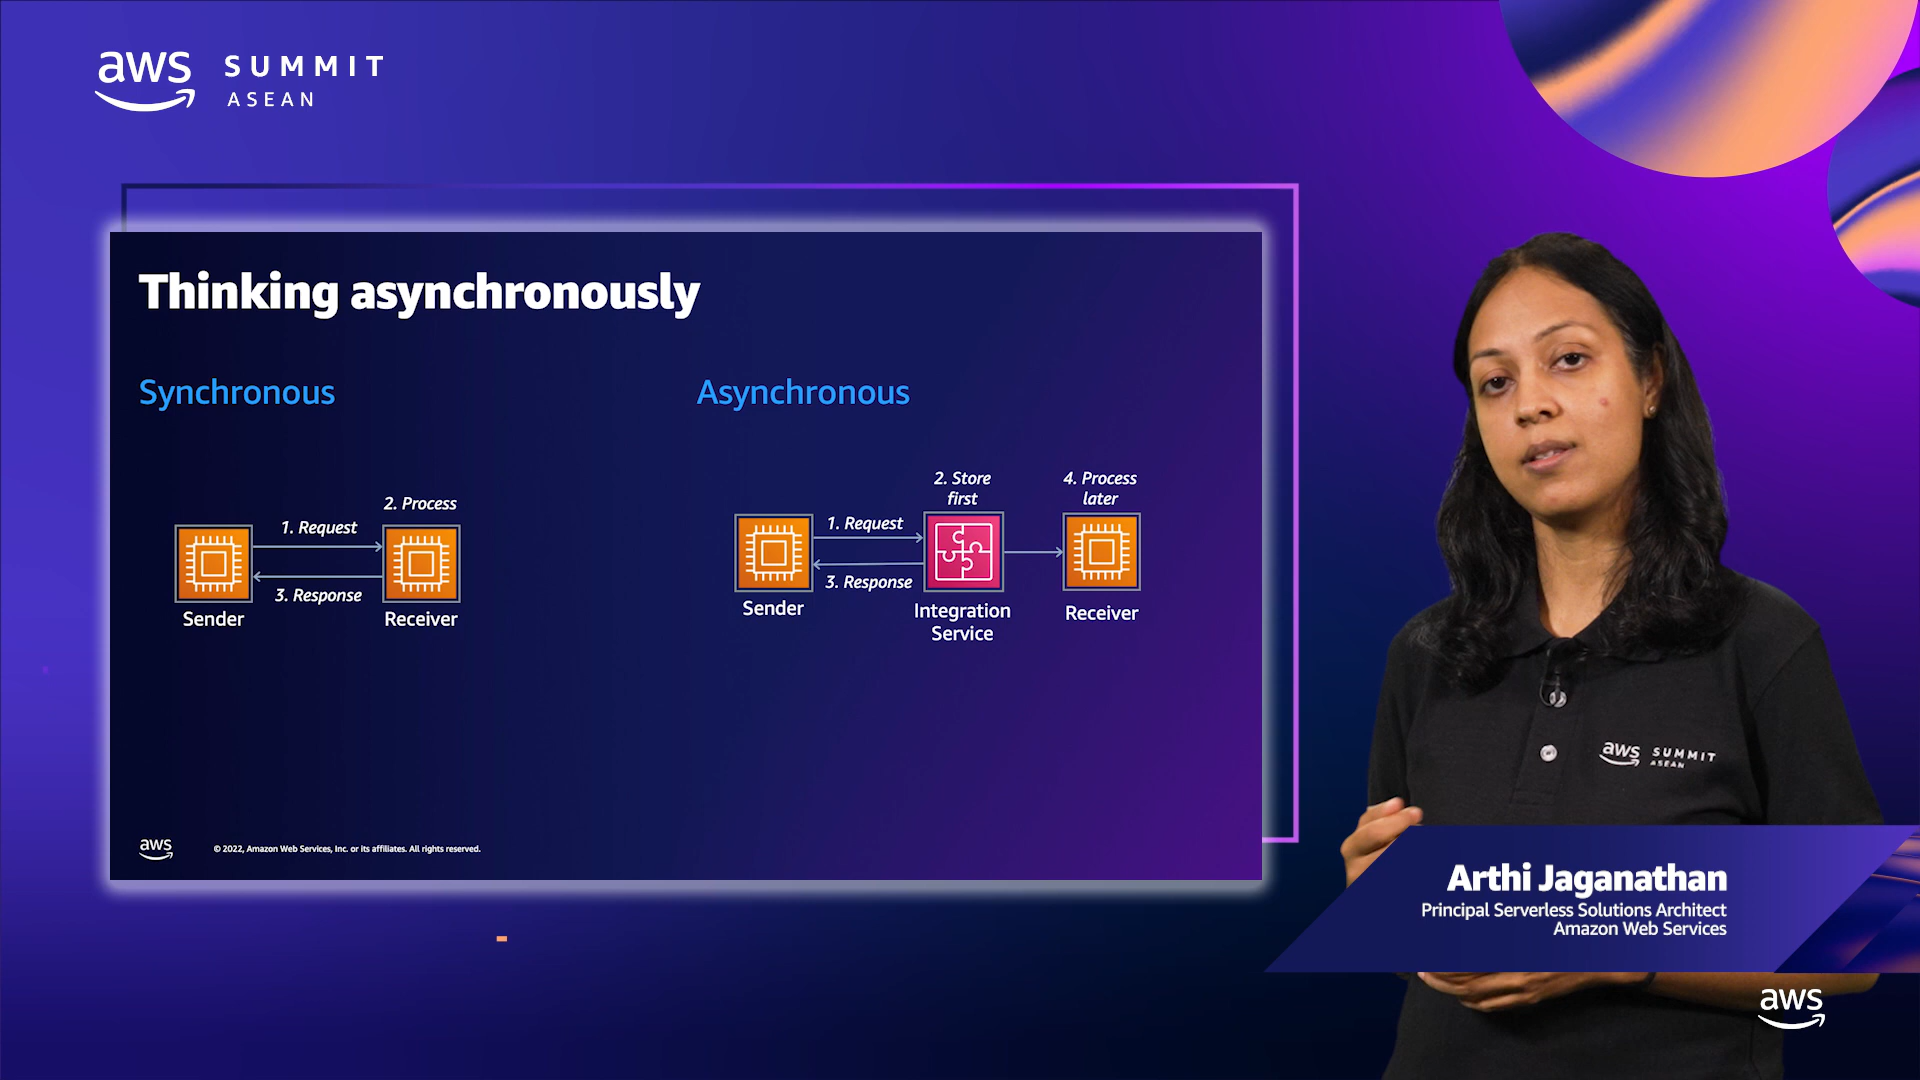 aws SUMMIT
ASEAN
Thinking asynchronously
Synchronous
1. Request
2. Process
3. Response
Sender
Receiver
Asynchronous
1. Request
2. Store
first
3. Response
4. Process
later
Sender
Integration
Service
Receiver
aws
© 2022, Amazon Web Services, Inc. or its affiliates. All rights reserved.
aws SUMMIT
ASEAN
Arthi Jaganathan
Principal Serverless Solutions Architect
Amazon Web Services
aws